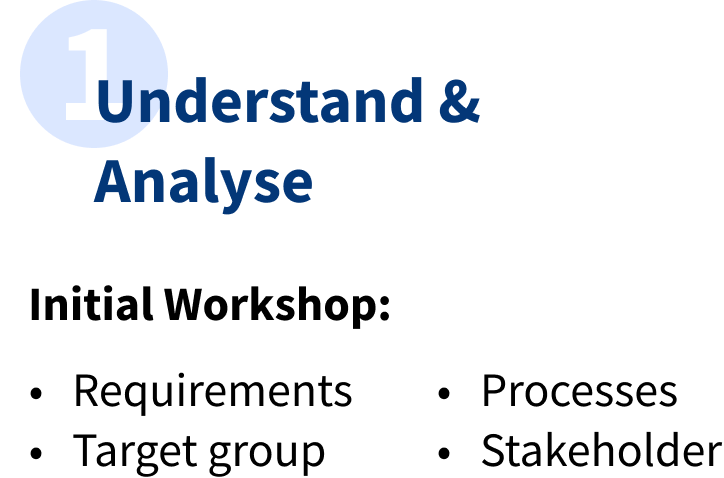 1
Understand &
Analyse
Initial Workshop:
• Requirements
• Target group
• Processes
• Stakeholder